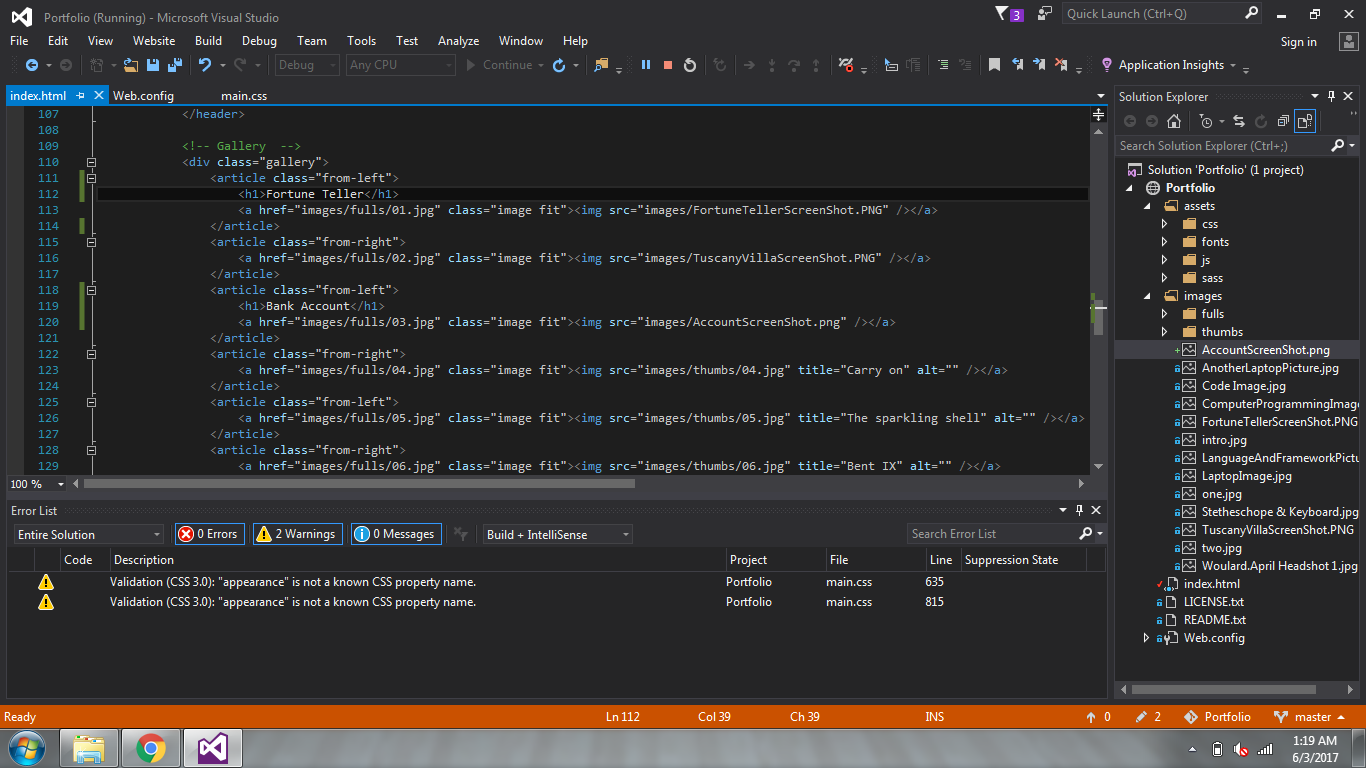 Portfolio (Running) - Microsoft Visual Studio
3
Quick Launch (Ctrl+Q)
File Edit View Website Build Debug Team Tools Test Analyze Window Help
Sign in
Debug Any CPU Continue Application Insights
index.html Web.config main.css
107 </header>
108
109 <!-- Gallery  -->
110 <div class="gallery">
111 <article class="from-left">
112 <h1>Fortune Teller</h1>
113 <a href="images/fulls/01.jpg" class="image fit"><img src="images/FortuneTellerScreenShot.PNG" /></a>
114 </article>
115 <article class="from-right">
116 <a href="images/fulls/02.jpg" class="image fit"><img src="images/TuscanyVillaScreenShot.PNG" /></a>
117 </article>
118 <article class="from-left">
119 <h1>Bank Account</h1>
120 <a href="images/fulls/03.jpg" class="image fit"><img src="images/AccountScreenShot.png" /></a>
121 </article>
122 <article class="from-right">
123 <a href="images/fulls/04.jpg" class="image fit"><img src="images/thumbs/04.jpg" title="Carry on" alt="" /></a>
124 </article>
125 <article class="from-left">
126 <a href="images/fulls/05.jpg" class="image fit"><img src="images/thumbs/05.jpg" title="The sparkling shell" alt="" /></a>
127 </article>
128 <article class="from-right">
129 <a href="images/fulls/06.jpg" class="image fit"><img src="images/thumbs/06.jpg" title="Bent IX" alt="" /></a>
100 %
Solution Explorer
Search Solution Explorer (Ctrl+;)
Solution 'Portfolio' (1 project)
Portfolio
assets
css
fonts
js
sass
images
fulls
thumbs
AccountScreenShot.png
AnotherLaptopPicture.jpg
Code Image.jpg
ComputerProgrammingImage
FortuneTellerScreenShot.PNG
intro.jpg
LanguageAndFrameworkPictu
LaptopImage.jpg
one.jpg
Stetheschope & Keyboard.jpg
TuscanyVillaScreenShot.PNG
two.jpg
Woulard.April Headshot 1.jpg
index.html
LICENSE.txt
README.txt
Web.config
Error List
Entire Solution 0 Errors 2 Warnings 0 Messages Build + IntelliSense Search Error List
Code Description Project File Line Suppression State
Validation (CSS 3.0): "appearance" is not a known CSS property name. Portfolio main.css 635
Validation (CSS 3.0): "appearance" is not a known CSS property name. Portfolio main.css 815
Ready Ln 112 Col 39 Ch 39 INS 0 2 Portfolio master
1:19 AM
6/3/2017